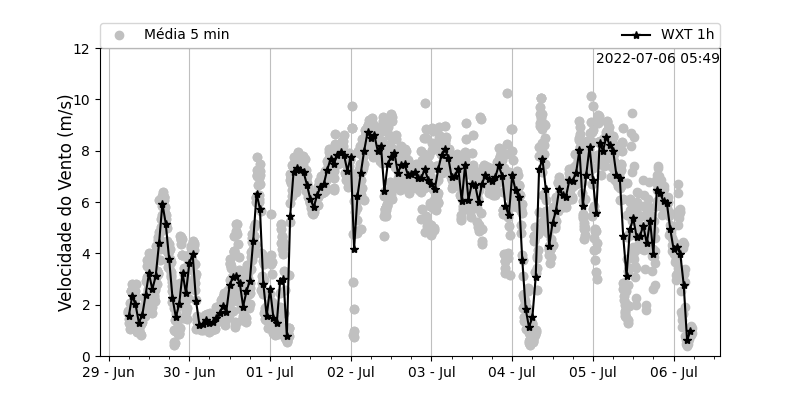 Média 5 min
WXT 1h
2022-07-06 05:49
Velocidade do Vento (m/s)
12
10
8
6
4
2
0
29 - Jun
30 - Jun
01 - Jul
02 - Jul
03 - Jul
04 - Jul
05 - Jul
06 - Jul